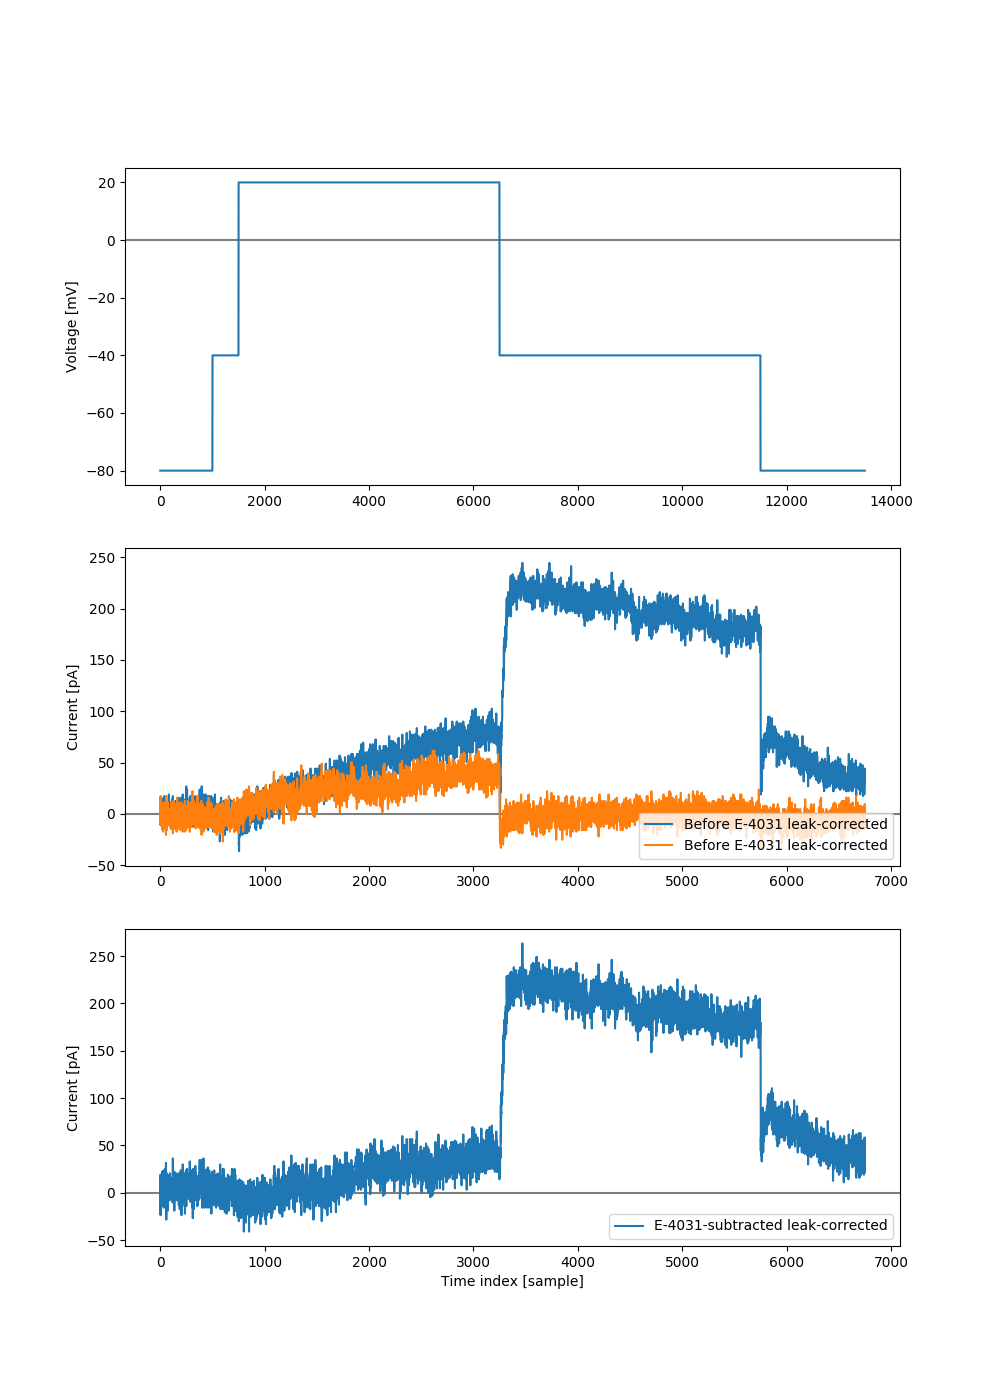 20
0
−20
−40
−60
−80
Voltage [mV]
0 2000 4000 6000 8000 10000 12000 14000
250
200
150
100
50
0
−50
Current [pA]
Before E-4031 leak-corrected
Before E-4031 leak-corrected
0 1000 2000 3000 4000 5000 6000 7000
250
200
150
100
50
0
−50
Current [pA]
E-4031-subtracted leak-corrected
0 1000 2000 3000 4000 5000 6000 7000
Time index [sample]